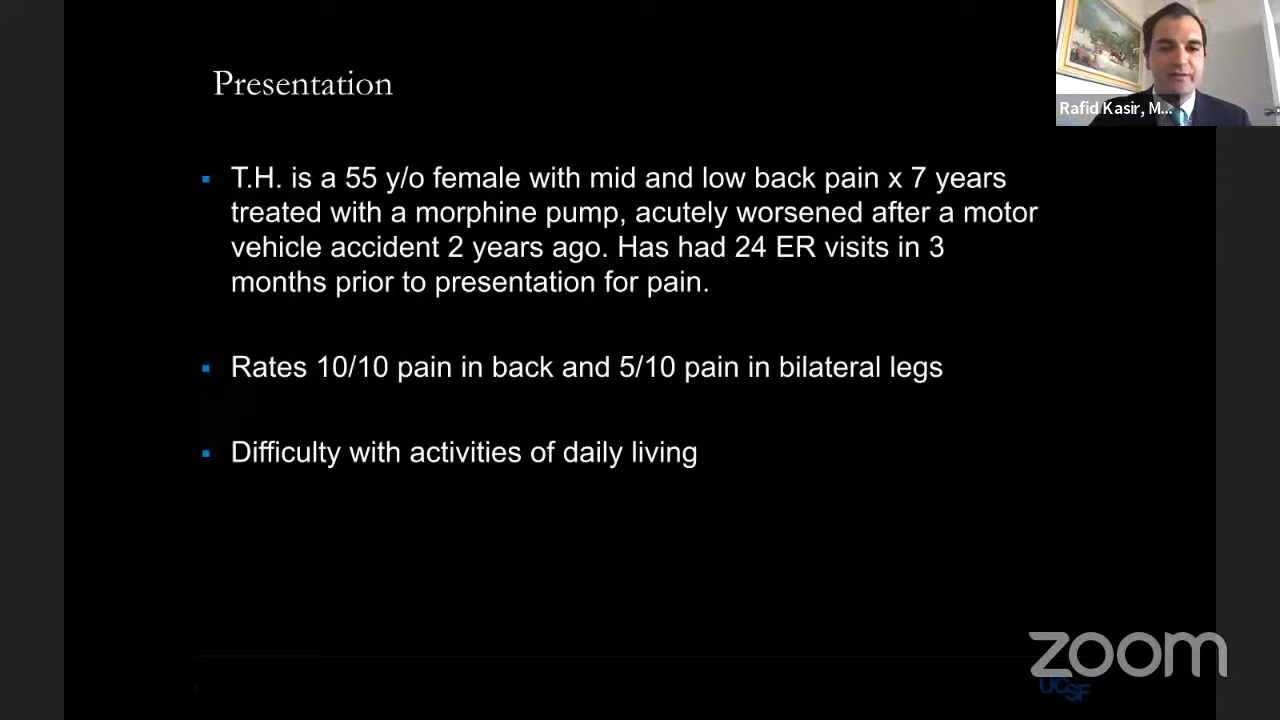 Presentation
Rafid Kasir, M...
T.H. is a 55 y/o female with mid and low back pain x 7 years
treated with a morphine pump, acutely worsened after a motor
vehicle accident 2 years ago. Has had 24 ER visits in 3
months prior to presentation for pain.
Rates 10/10 pain in back and 5/10 pain in bilateral legs
Difficulty with activities of daily living
zoom
UCSF